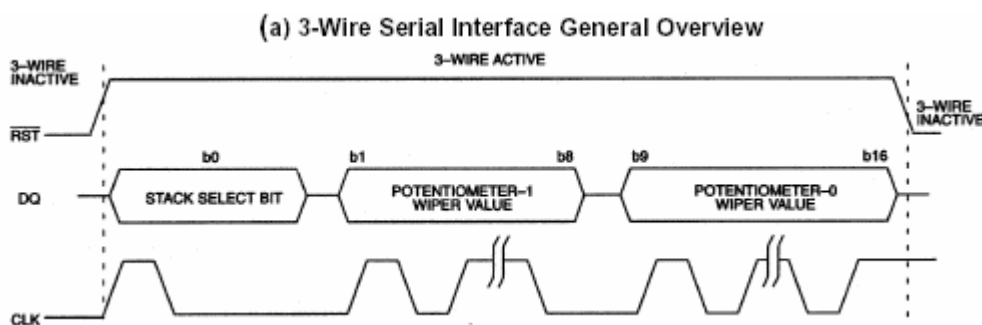 (a) 3-Wire Serial Interface General Overview
3-WIRE
INACTIVE
3-WIRE ACTIVE
3-WIRE
INACTIVE
RST
b0
b1
b8
b9
b16
DQ
STACK SELECT BIT
POTENTIOMETER-1
WIPER VALUE
POTENTIOMETER-0
WIPER VALUE
CLK